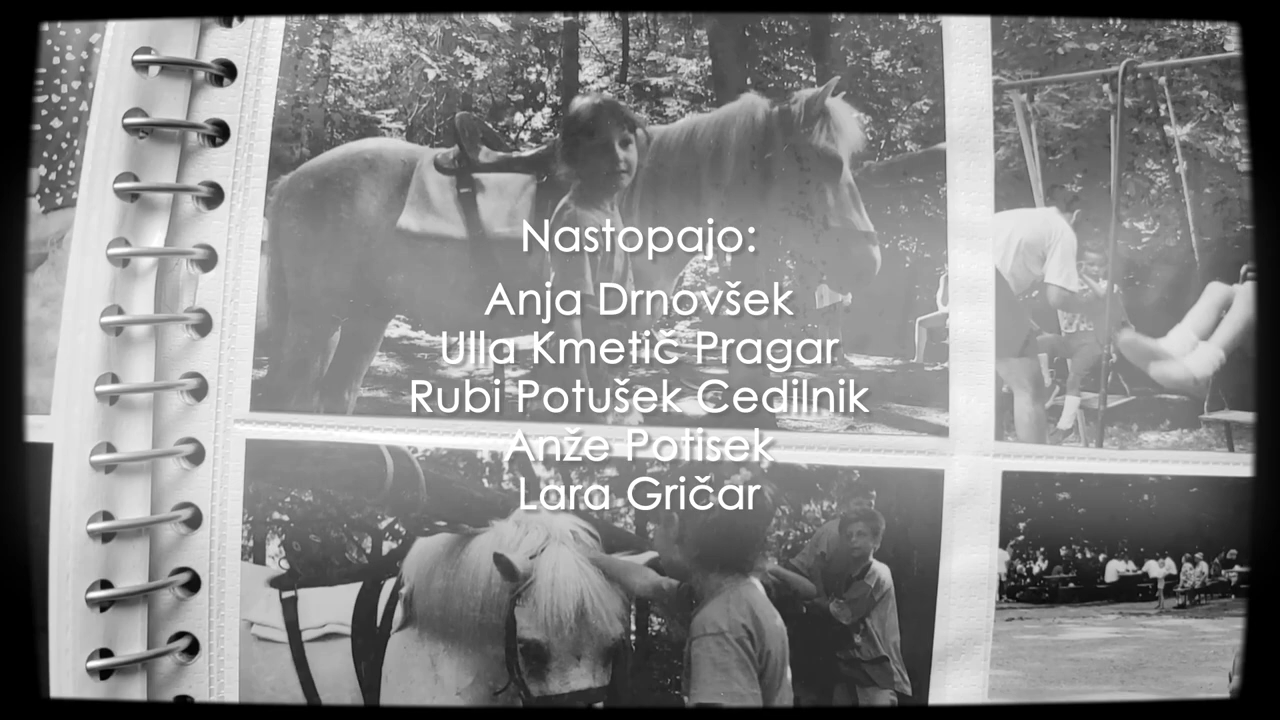 Nastopajo:
Anja Drnovšek
Ulla Kmetič Pragar
Rubi Potušek Cedilnik
Anže Potisek
Lara Gričar